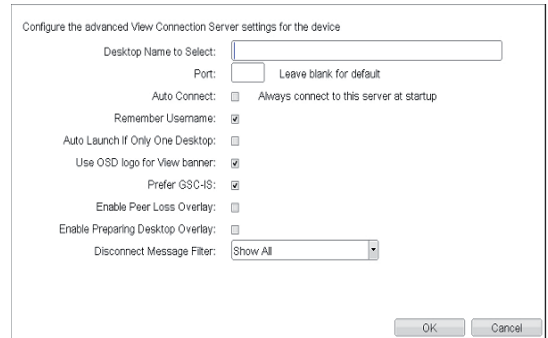 Configure the advanced View Connection Server settings for the device
Desktop Name to Select:
Port: Leave blank for default
Auto Connect: Always connect to this server at startup
Remember Username:
Auto Launch If Only One Desktop:
Use OSD logo for View banner:
Prefer GSC-IS:
Enable Peer Loss Overlay:
Enable Preparing Desktop Overlay:
Disconnect Message Filter: Show All
OK Cancel